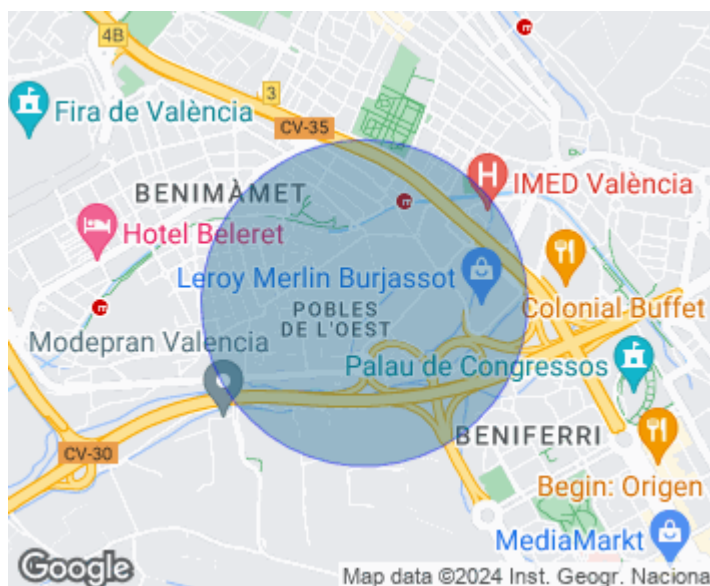 4B
3
Fira de València
CV-35
BENIMÀMET
IMED València
Hotel Beleret
Leroy Merlin Burjassot
Colonial Buffet
POBLES
DE L'OEST
Modepran Valencia
Palau de Congressos
CV-30
BENIFERRI
Begin: Origen
MediaMarkt
Google
Map data ©2024 Inst. Geogr. Naciona